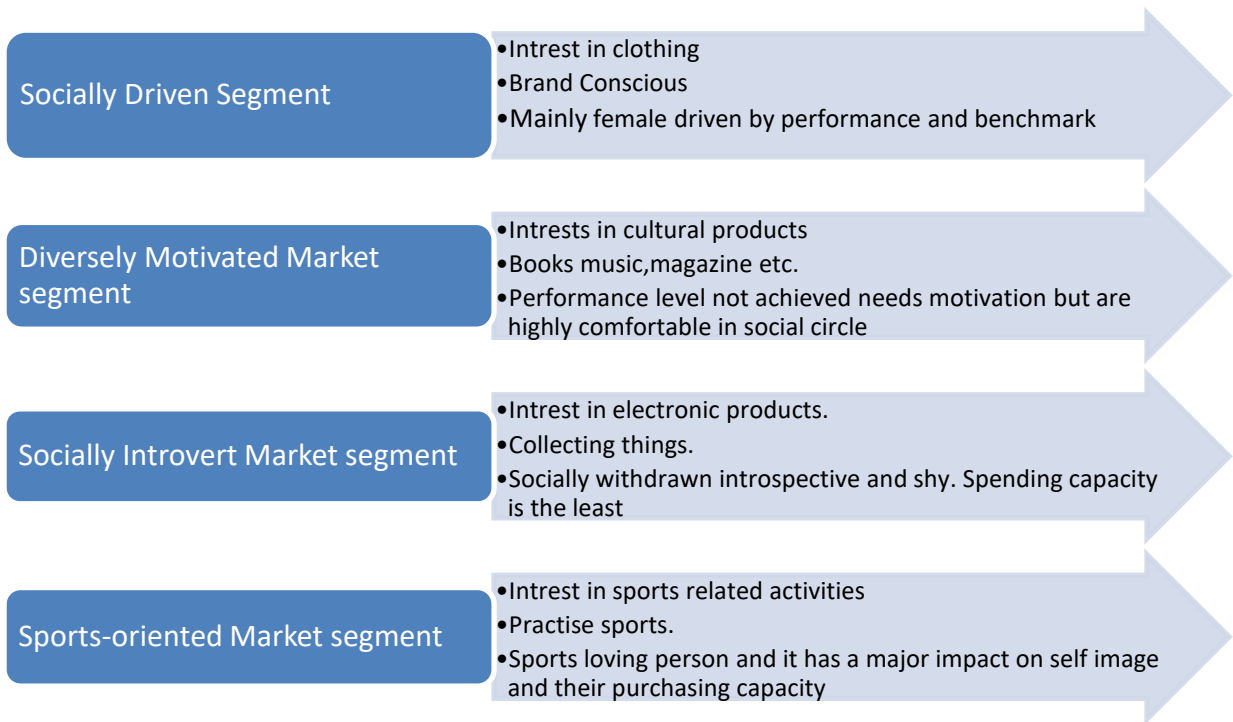 Socially Driven Segment
•Intrest in clothing
•Brand Conscious
•Mainly female driven by performance and benchmark
Diversely Motivated Market
segment
•Intrests in cultural products
•Books music,magazine etc.
•Performance level not achieved needs motivation but are
highly comfortable in social circle
Socially Introvert Market segment
•Intrest in electronic products.
•Collecting things.
•Socially withdrawn introspective and shy. Spending capacity
is the least
Sports-oriented Market segment
•Intrest in sports related activities
•Practise sports.
•Sports loving person and it has a major impact on self image
and their purchasing capacity